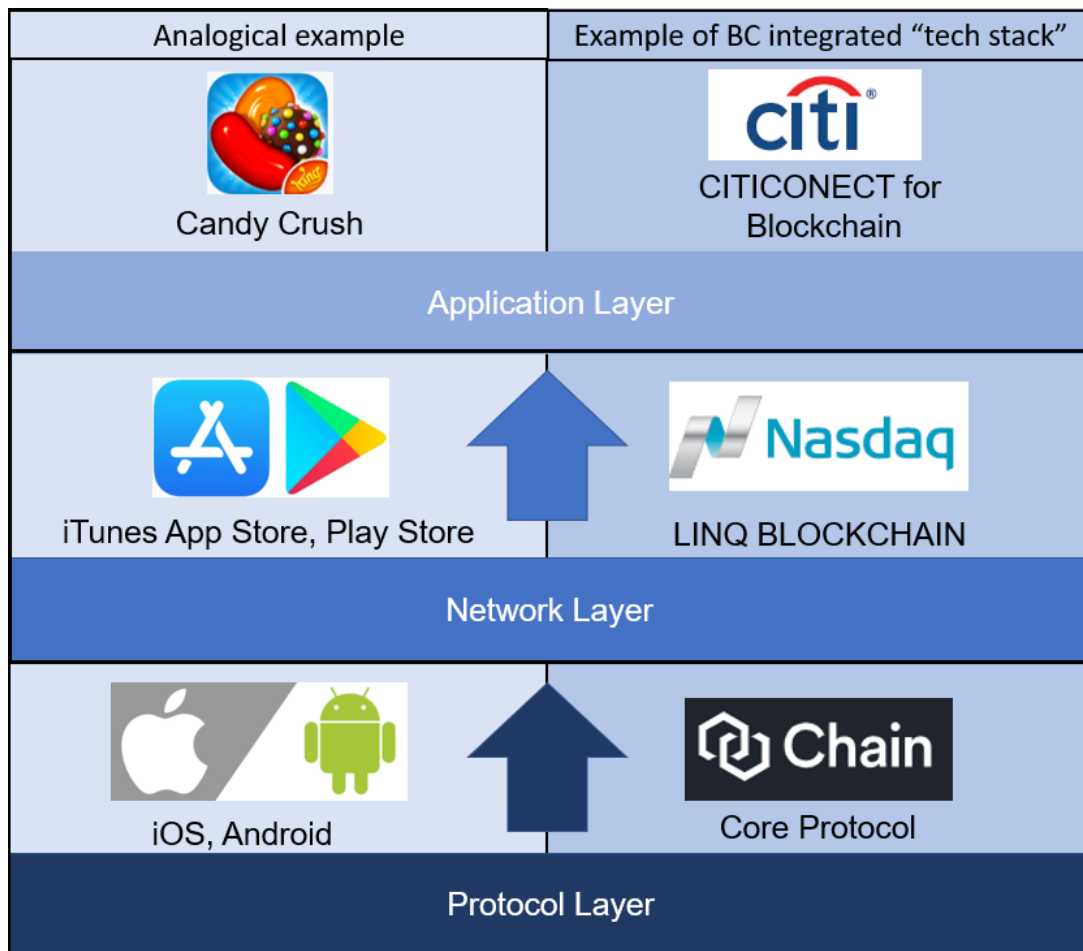 Analogical example
Example of BC integrated “tech stack”
King
Candy Crush
citi®
CITICONECT for
Blockchain
Application Layer
iTunes App Store, Play Store
Nasdaq
LINQ BLOCKCHAIN
Network Layer
iOS, Android
Chain
Core Protocol
Protocol Layer